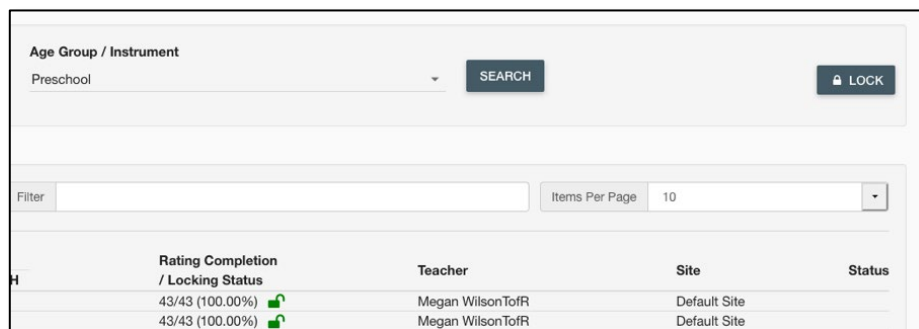 Age Group / Instrument
Preschool
SEARCH
LOCK
Filter
Items Per Page 10
Rating Completion
H / Locking Status Teacher Site Status
43/43 (100.00%) Megan WilsonTofR Default Site
43/43 (100.00%) Megan WilsonTofR Default Site